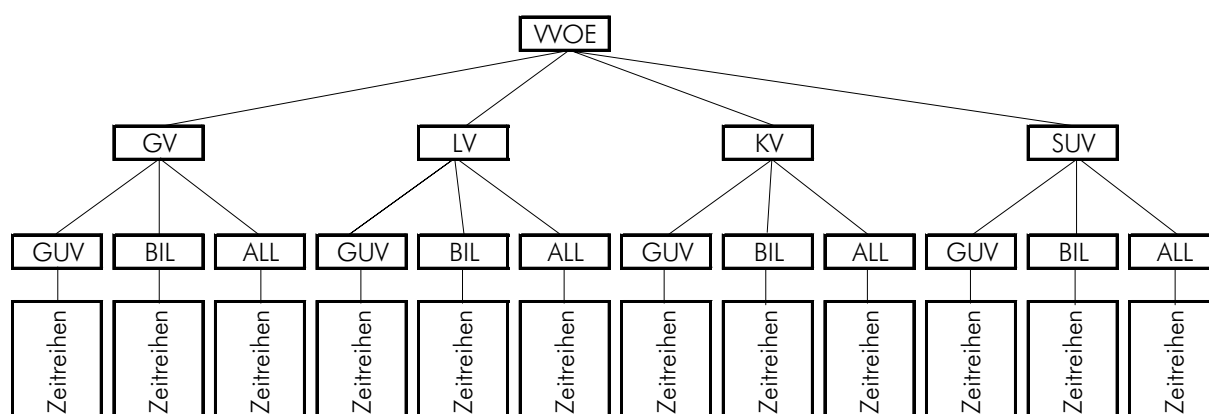 VVOE
GV LV KV SUV
GUV BIL ALL GUV BIL ALL GUV BIL ALL GUV BIL ALL
Zeitreihen Zeitreihen Zeitreihen Zeitreihen Zeitreihen Zeitreihen Zeitreihen Zeitreihen Zeitreihen Zeitreihen Zeitreihen Zeitreihen